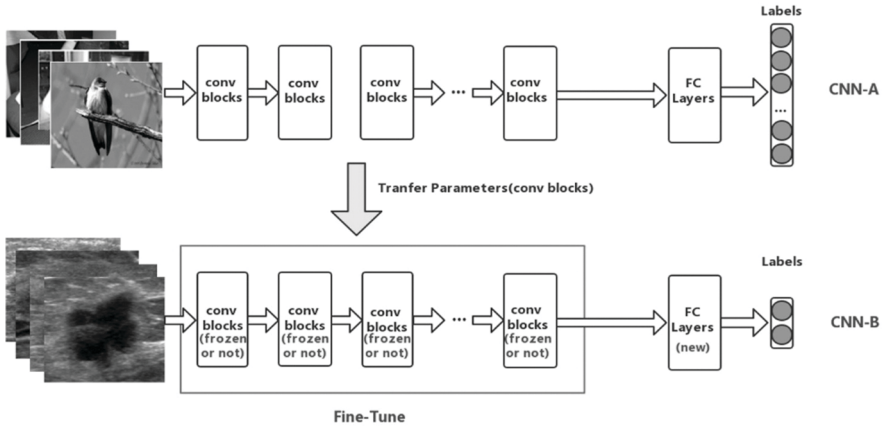 Labels
conv
blocks
conv
blocks
conv
blocks
...
conv
blocks
FC
Layers
...
CNN-A
Tranfer Parameters(conv blocks)
Labels
conv
blocks
(frozen
or not)
conv
blocks
(frozen
or not)
conv
blocks
(frozen
or not)
...
conv
blocks
(frozen
or not)
FC
Layers
(new)
CNN-B
Fine-Tune